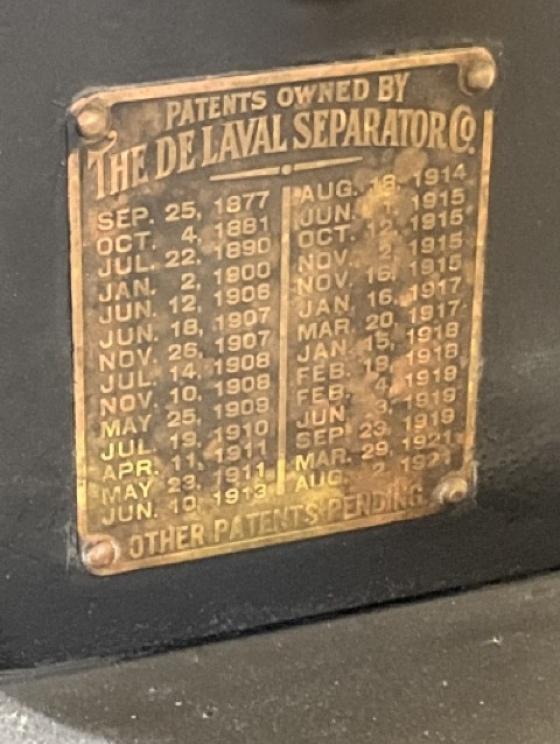 PATENTS OWNED BY
THE DE LAVAL SEPARATOR CO.
SEP. 25, 1877
OCT. 4, 1881
JUL. 22, 1890
JAN. 2, 1900
JUN. 12, 1906
JUN. 18, 1907
NOV. 26, 1907
JUL. 14, 1908
NOV. 10, 1908
MAY 25, 1909
JUL. 19, 1910
APR. 11, 1911
MAY 23, 1911
JUN. 10, 1913
AUG. 18, 1914
JUN. 1, 1915
OCT. 12, 1915
NOV. 2, 1915
NOV. 16, 1915
JAN. 16, 1917
MAR. 20, 1917
JAN. 15, 1918
FEB. 19, 1918
FEB. 4, 1919
JUN. 3, 1919
SEP. 23, 1919
MAR. 29, 1921
AUG. 2, 1921
OTHER PATENTS PENDING.